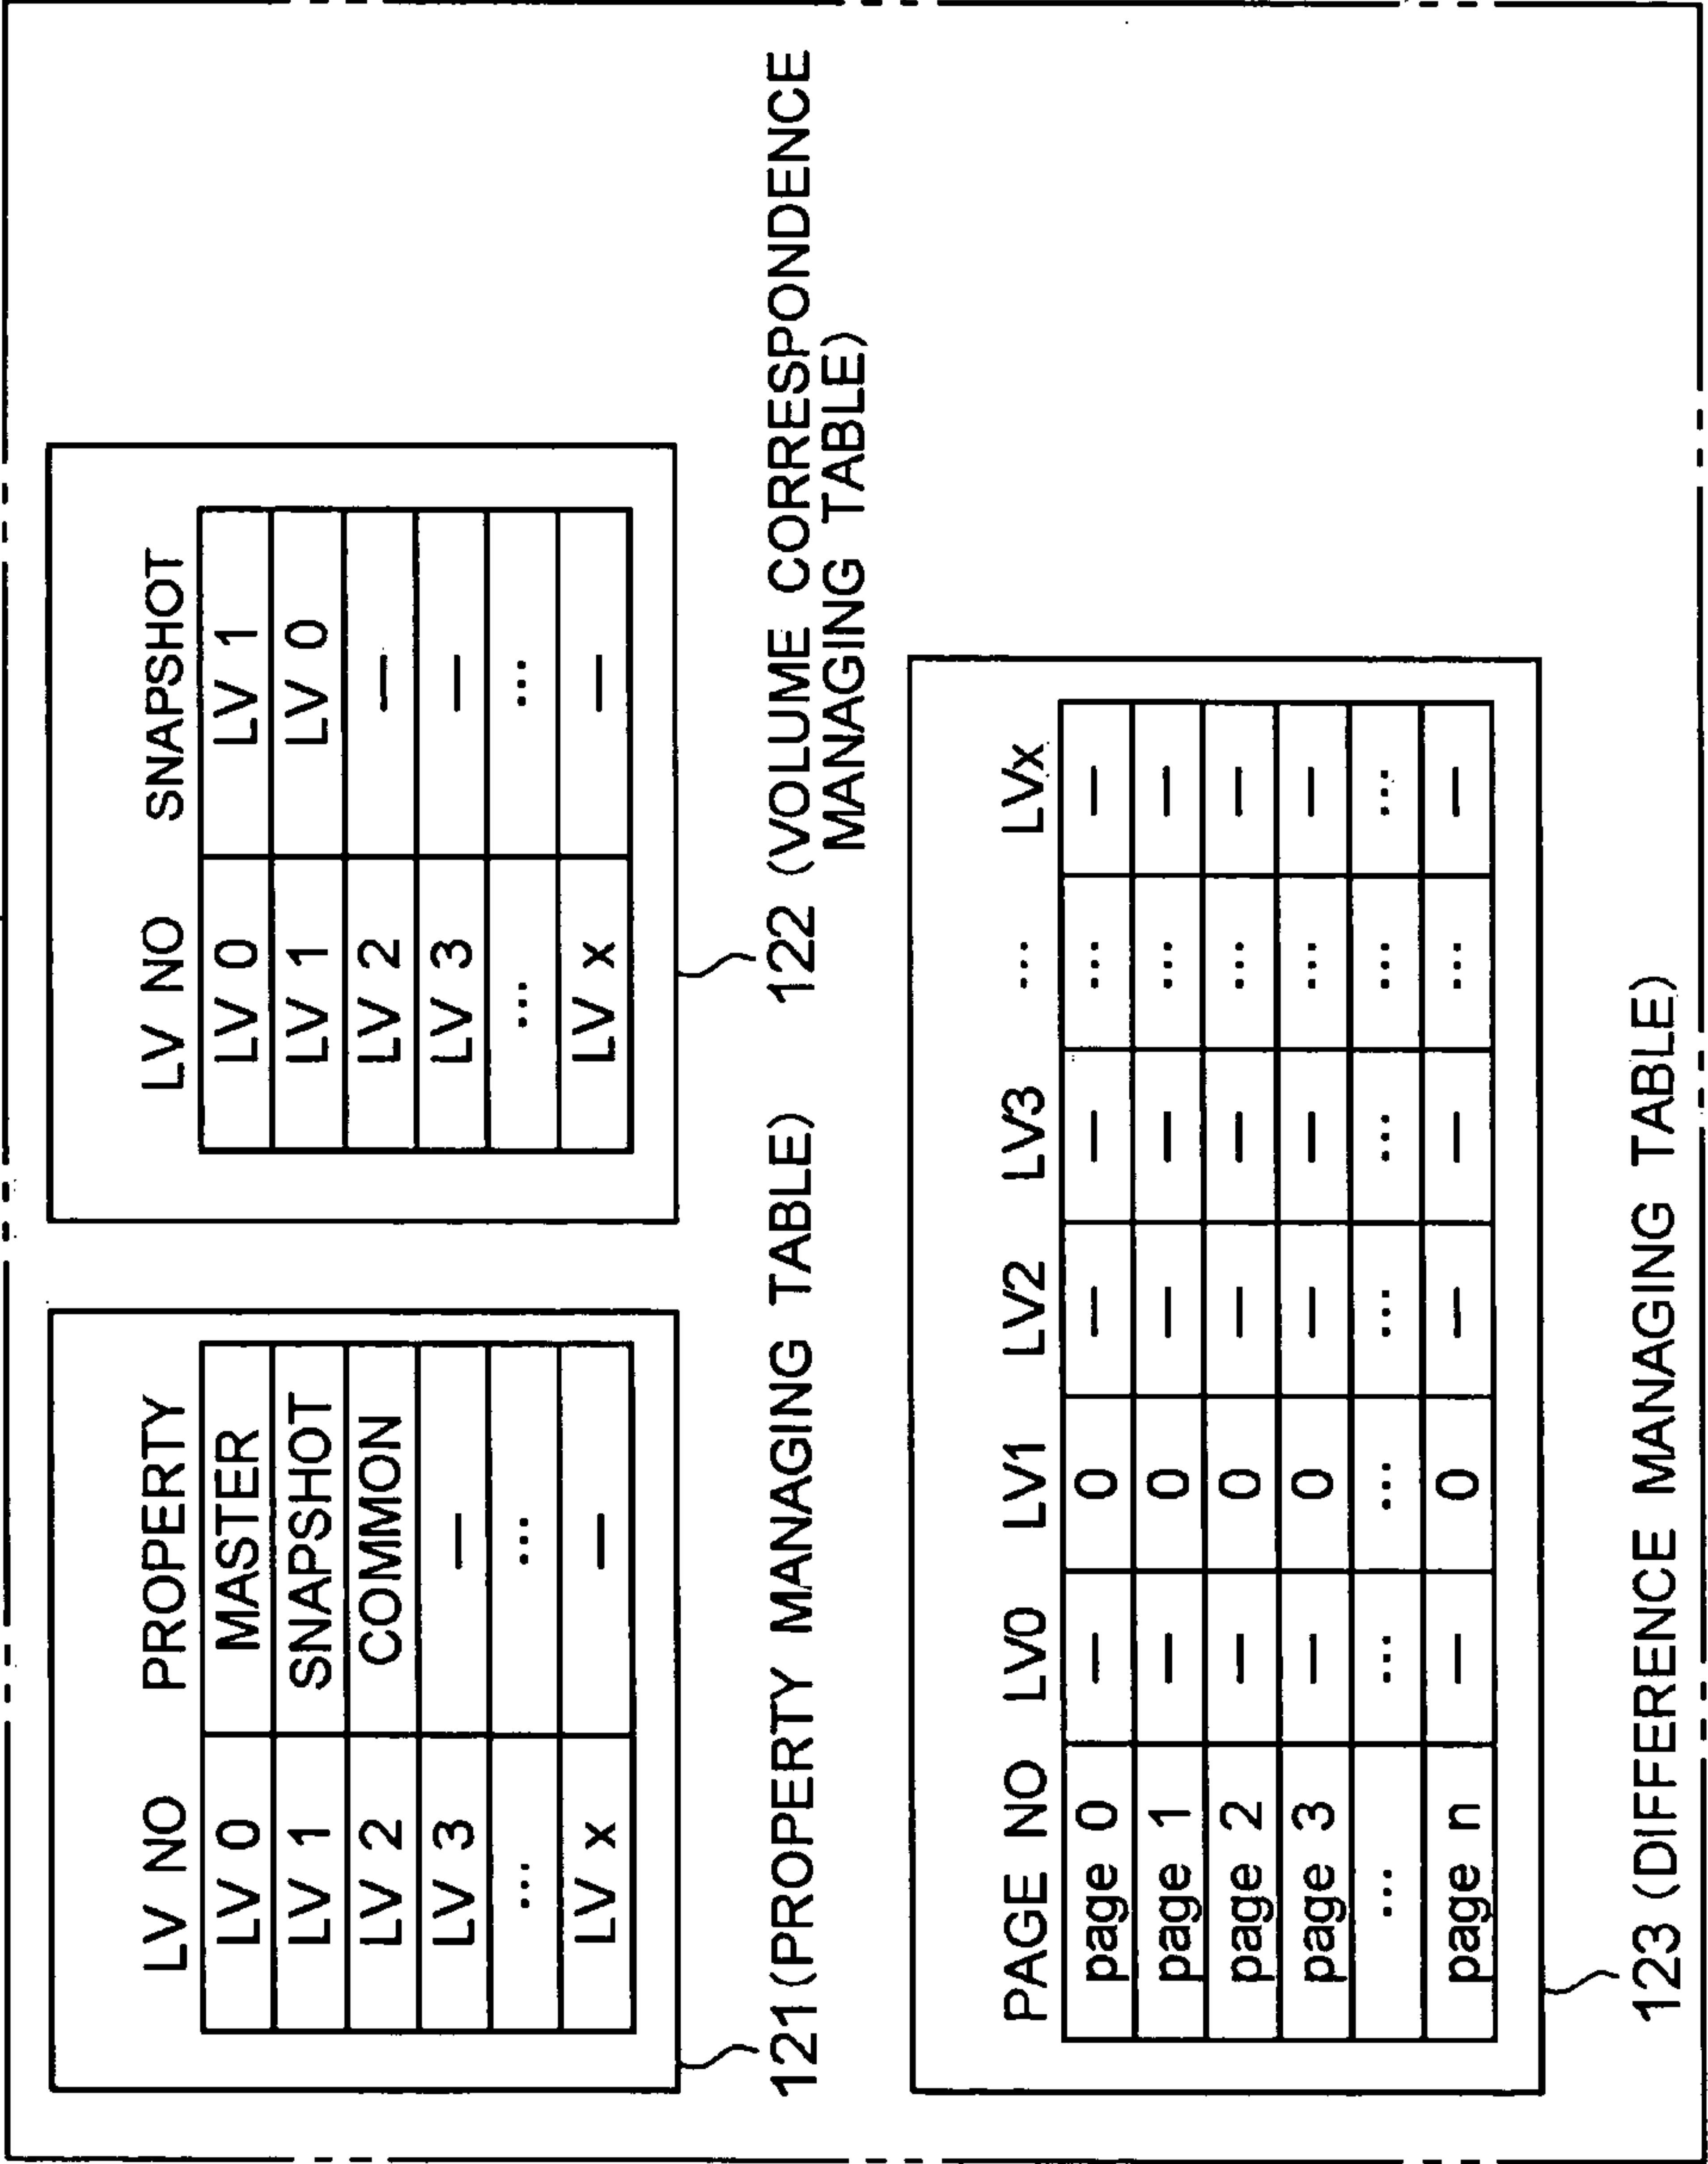 LV NO PROPERTY
LV 0 MASTER
LV 1 SNAPSHOT
LV 2 COMMON
LV 3 —
... ...
LV x —
121 (PROPERTY MANAGING TABLE)
LV NO SNAPSHOT
LV 0 LV 1
LV 1 LV 0
LV 2 —
LV 3 —
... ...
LV x —
122 (VOLUME CORRESPONDENCE
MANAGING TABLE)
PAGE NO LV0 LV1 LV2 LV3 ... LVx
page 0 — 0 — — ... —
page 1 — 0 — — ... —
page 2 — 0 — — ... —
page 3 — 0 — — ... —
... ... ... ... ... ... ...
page n — 0 — — ... —
123 (DIFFERENCE MANAGING TABLE)